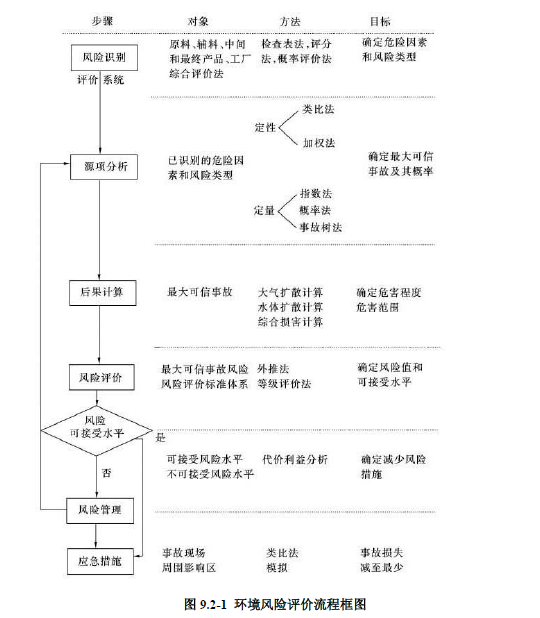 步骤 对象 方法 目标
风险识别 原料、辅料、中间 检查表法,评分 确定危险因素
和最终产品、工厂 法,概率评价法 和风险类型
综合评价法
评价系统
类比法
定性
加权法
源项分析 已识别的危险因 确定最大可信
素和风险类型 事故及其概率
指数法
定量 概率法
事故树法
后果计算 最大可信事故 大气扩散计算 确定危害程度
水体扩散计算 危害范围
综合损害计算
风险评价 最大可信事故风险 外推法 确定风险值和
风险评价标准体系 等级评价法 可接受水平
风险
可接受水平
是
可接受风险水平 代价利益分析 确定减少风险
不可接受风险水平 措施
否
风险管理
应急措施 事故现场 类比法 事故损失
周围影响区 模拟 减至最少
图 9.2-1 环境风险评价流程框图